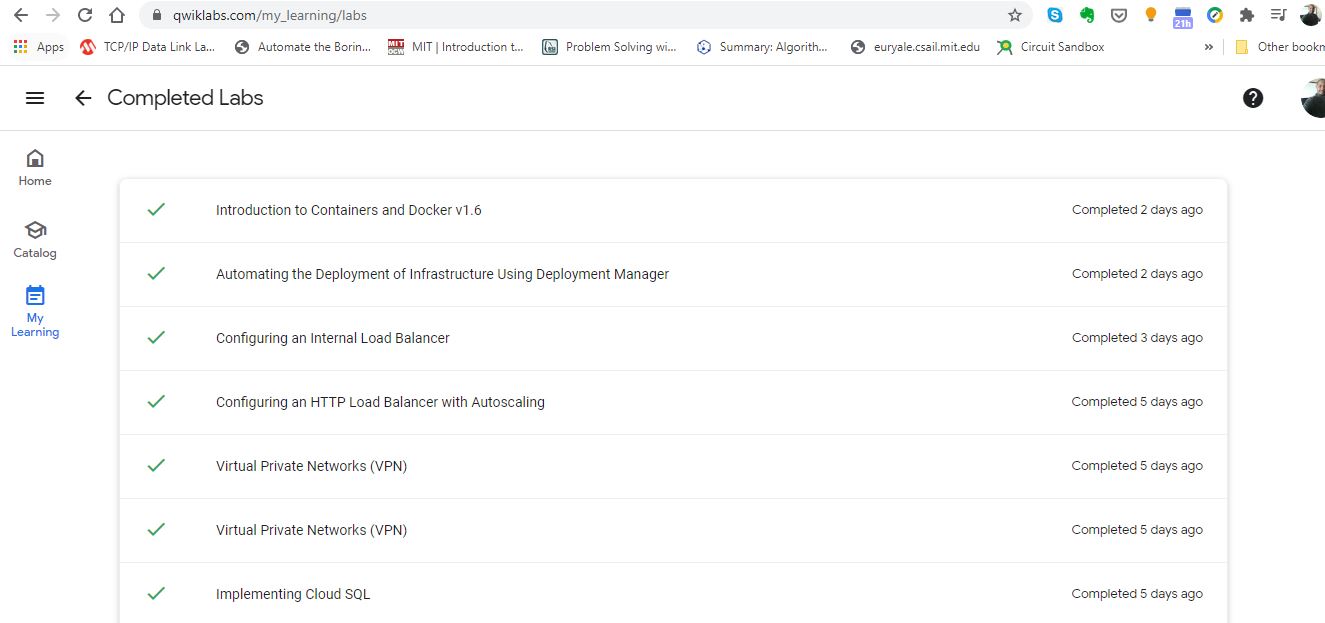 qwiklabs.com/my_learning/labs
21h
Apps
TCP/IP Data Link La...
Automate the Borin...
MIT
OCW
MIT | Introduction t...
Problem Solving wi...
Summary: Algorith...
euryale.csail.mit.edu
Circuit Sandbox
»
Other bookm
Completed Labs
?
Home
Catalog
My
Learning
Introduction to Containers and Docker v1.6
Completed 2 days ago
Automating the Deployment of Infrastructure Using Deployment Manager
Completed 2 days ago
Configuring an Internal Load Balancer
Completed 3 days ago
Configuring an HTTP Load Balancer with Autoscaling
Completed 5 days ago
Virtual Private Networks (VPN)
Completed 5 days ago
Virtual Private Networks (VPN)
Completed 5 days ago
Implementing Cloud SQL
Completed 5 days ago